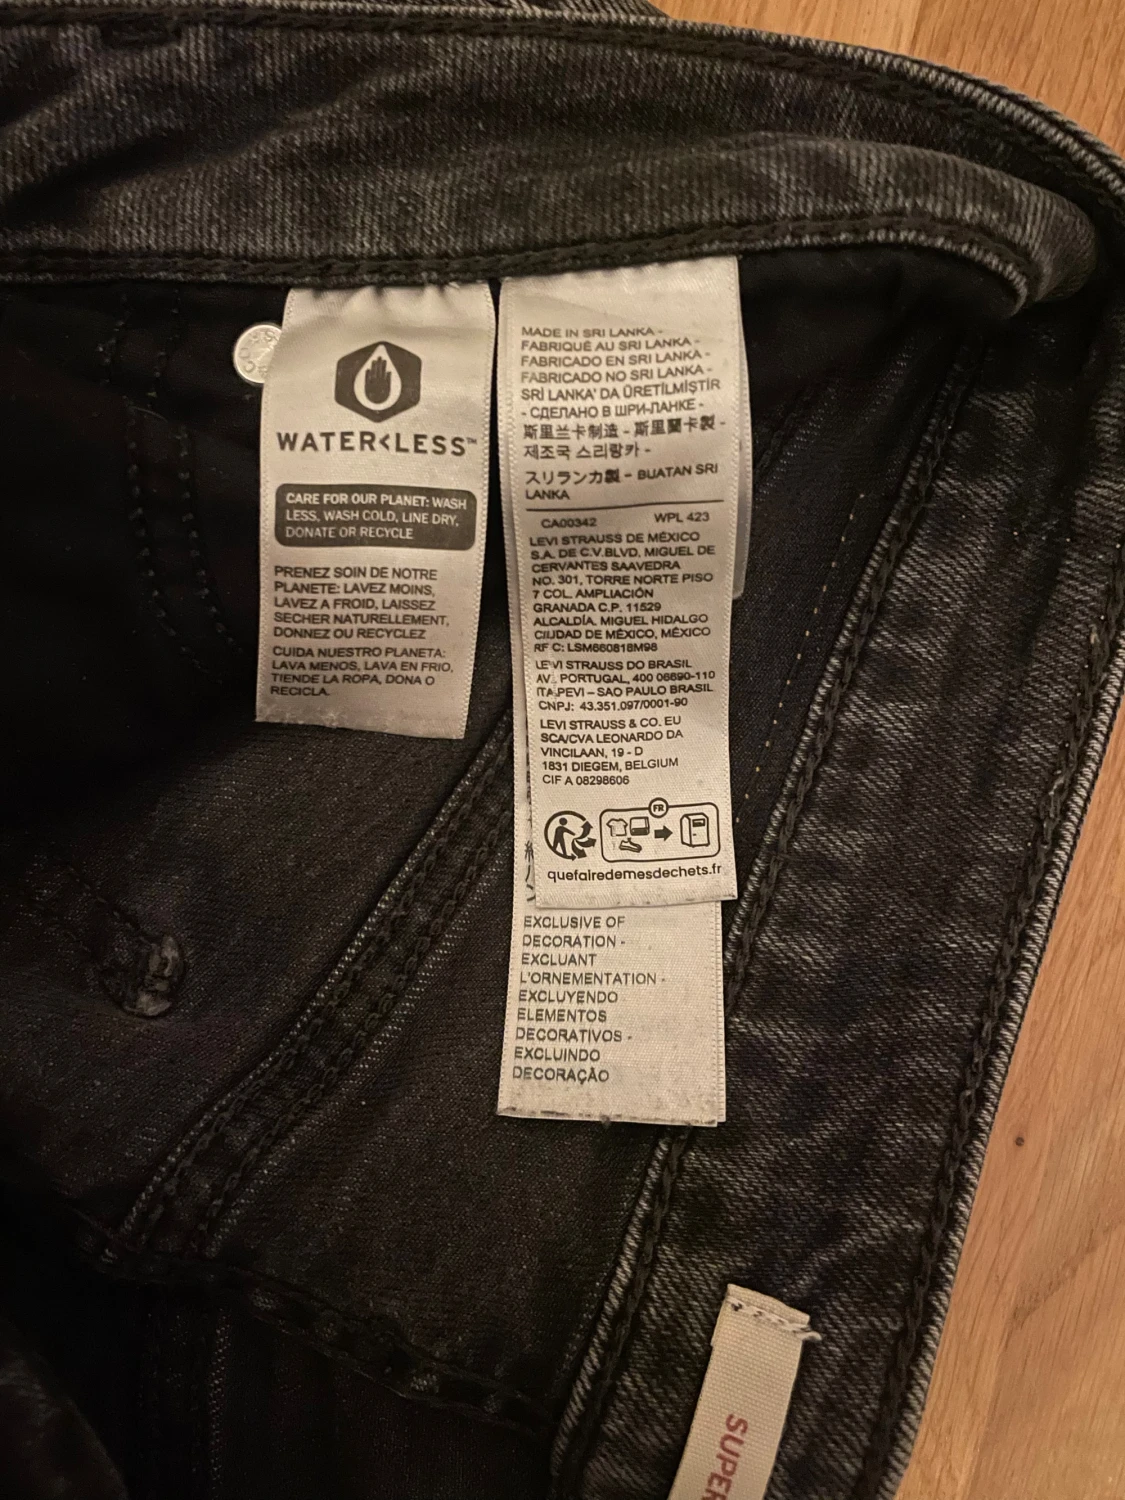 WATER<LESS™
CARE FOR OUR PLANET: WASH
LESS, WASH COLD, LINE DRY,
DONATE OR RECYCLE
PRENEZ SOIN DE NOTRE
PLANETE: LAVEZ MOINS,
LAVEZ A FROID, LAISSEZ
SECHER NATURELLEMENT,
DONNEZ OU RECYCLEZ
CUIDA NUESTRO PLANETA:
LAVA MENOS, LAVA EN FRIO,
TIENDE LA ROPA, DONA O
RECICLA.
MADE IN SRI LANKA -
FABRIQUÉ AU SRI LANKA -
FABRICADO EN SRI LANKA -
FABRICADO NO SRI LANKA -
SRİ LANKA' DA ÜRETİLMİŞTİR
- СДЕЛАНО В ШРИ-ЛАНКЕ -
斯里兰卡制造 - 斯里蘭卡製 -
제조국 스리랑카 -
スリランカ製 - BUATAN SRI
LANKA
CA00342 WPL 423
LEVI STRAUSS DE MÉXICO
S.A. DE C.V.BLVD, MIGUEL DE
CERVANTES SAAVEDRA
NO. 301, TORRE NORTE PISO
7 COL. AMPLIACIÓN
GRANADA C.P. 11529
ALCALDÍA. MIGUEL HIDALGO
CIUDAD DE MÉXICO, MÉXICO
RFC: LSM660818M98
LEVI STRAUSS DO BRASIL
AV. PORTUGAL, 400 06690-110
ITAPEVI – SAO PAULO BRASIL
CNPJ: 43.351.097/0001-90
LEVI STRAUSS & CO. EU
SCA/CVA LEONARDO DA
VINCILAAN, 19 - D
1831 DIEGEM, BELGIUM
CIF A 08298606
FR
quefairedemesdechets.fr
EXCLUSIVE OF
DECORATION -
EXCLUANT
L'ORNEMENTATION -
EXCLUYENDO
ELEMENTOS
DECORATIVOS -
EXCLUINDO
DECORAÇÃO